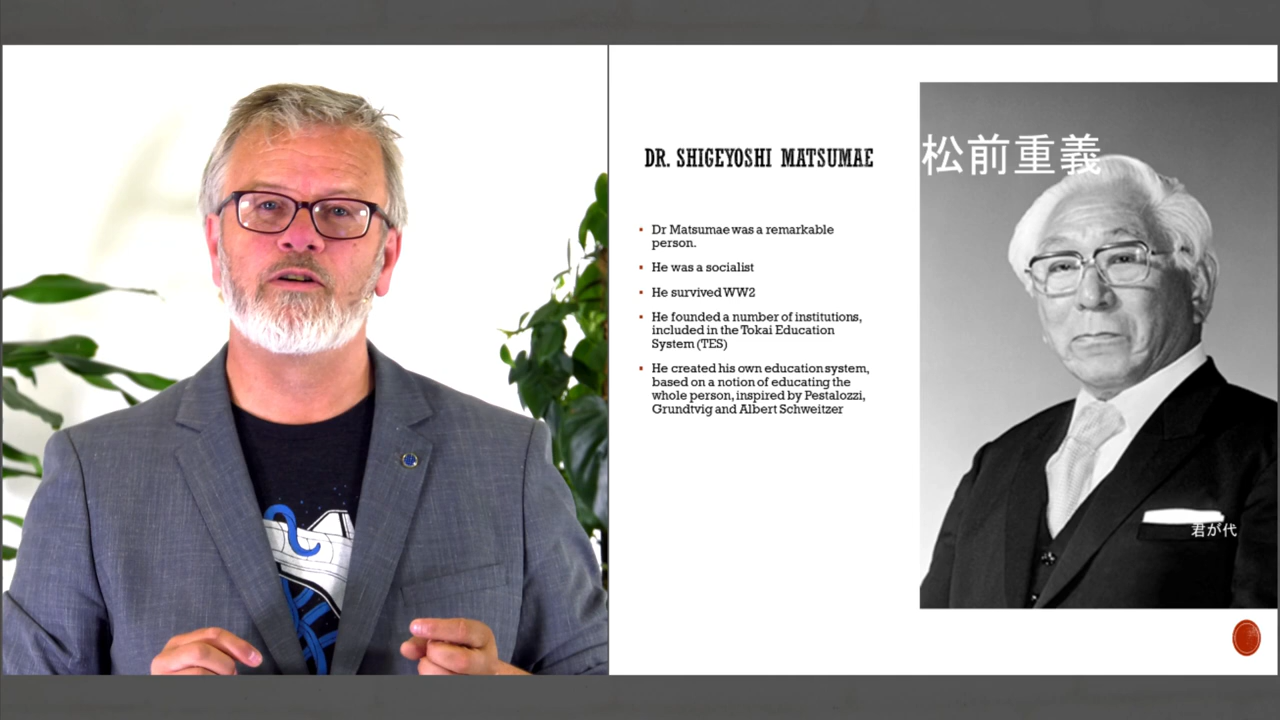 DR. SHIGEYOSHI MATSUMAE
松前重義
Dr Matsumae was a remarkable
person.
He was a socialist
He survived WW2
He founded a number of institutions,
included in the Tokai Education
System (TES)
He created his own education system,
based on a notion of educating the
whole person, inspired by Pestalozzi,
Grundtvig and Albert Schweitzer
君が代